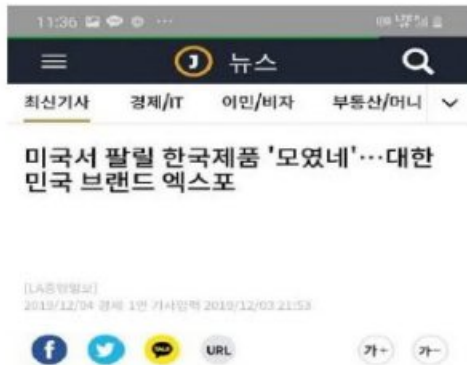 11:36
J 뉴스
최신기사 경제/IT 이민/비자 부동산/머니
미국서 팔릴 한국제품 '모였네'…대한
민국 브랜드 엑스포
[LA중앙일보]
2019/12/04 경제 1면 기사입력 2019/12/03 21:53
f TALK URL 가+ 가-